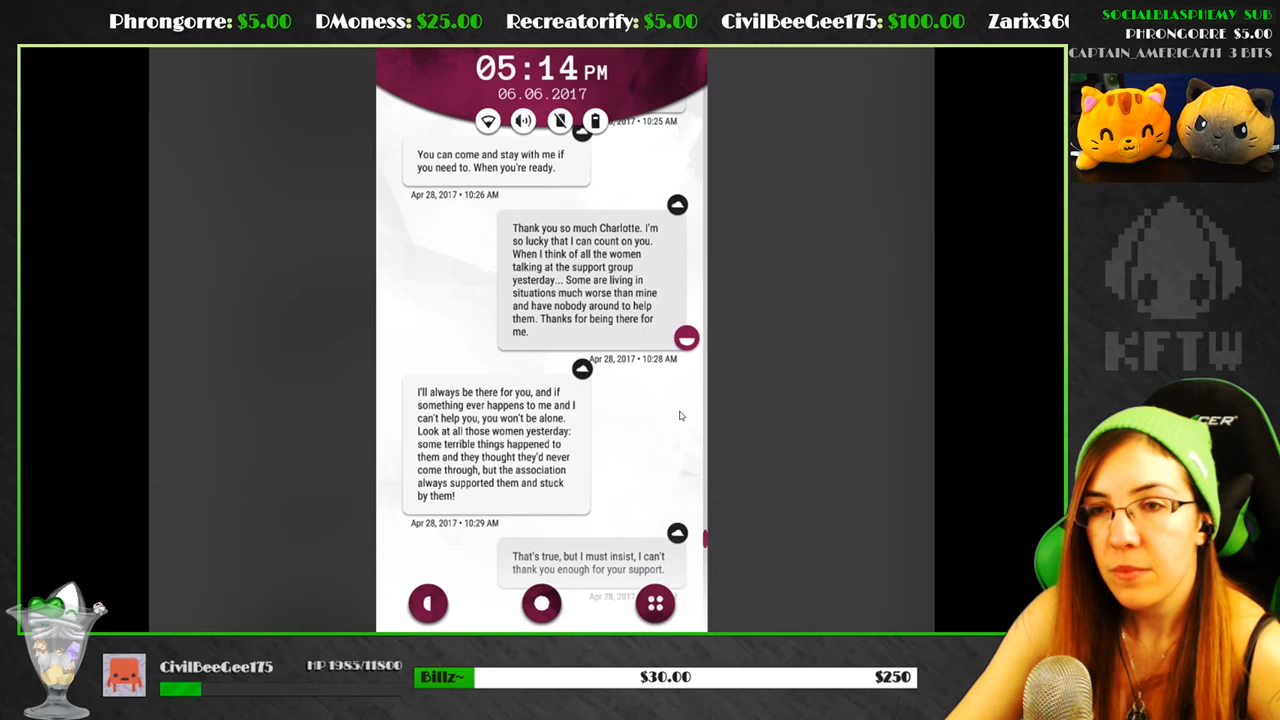 Phrongorre: $5.00 DMoness: $25.00 Recreatorify: $5.00 CivilBeeGee175: $100.00 Zarix36
SOCIALBLASPHEMY SUB
PHRONGORRE $5.00
CAPTAIN_AMERICA711 3 BITS
05:14 PM
06.06.2017
2017 • 10:25 AM
You can come and stay with me if
you need to. When you're ready.
Apr 28, 2017 • 10:26 AM
Thank you so much Charlotte. I'm
so lucky that I can count on you.
When I think of all the women
talking at the support group
yesterday... Some are living in
situations much worse than mine
and have nobody around to help
them. Thanks for being there for
me.
Apr 28, 2017 • 10:28 AM
I'll always be there for you, and if
something ever happens to me and I
can't help you, you won't be alone.
Look at all those women yesterday:
some terrible things happened to
them and they thought they'd never
come through, but the association
always supported them and stuck
by them!
Apr 28, 2017 • 10:29 AM
That's true, but I must insist, I can't
thank you enough for your support.
Apr 28, 2017
KFTW
CER
CivilBeeGee175 HP 1985/11800
Billz~ $30.00 $250